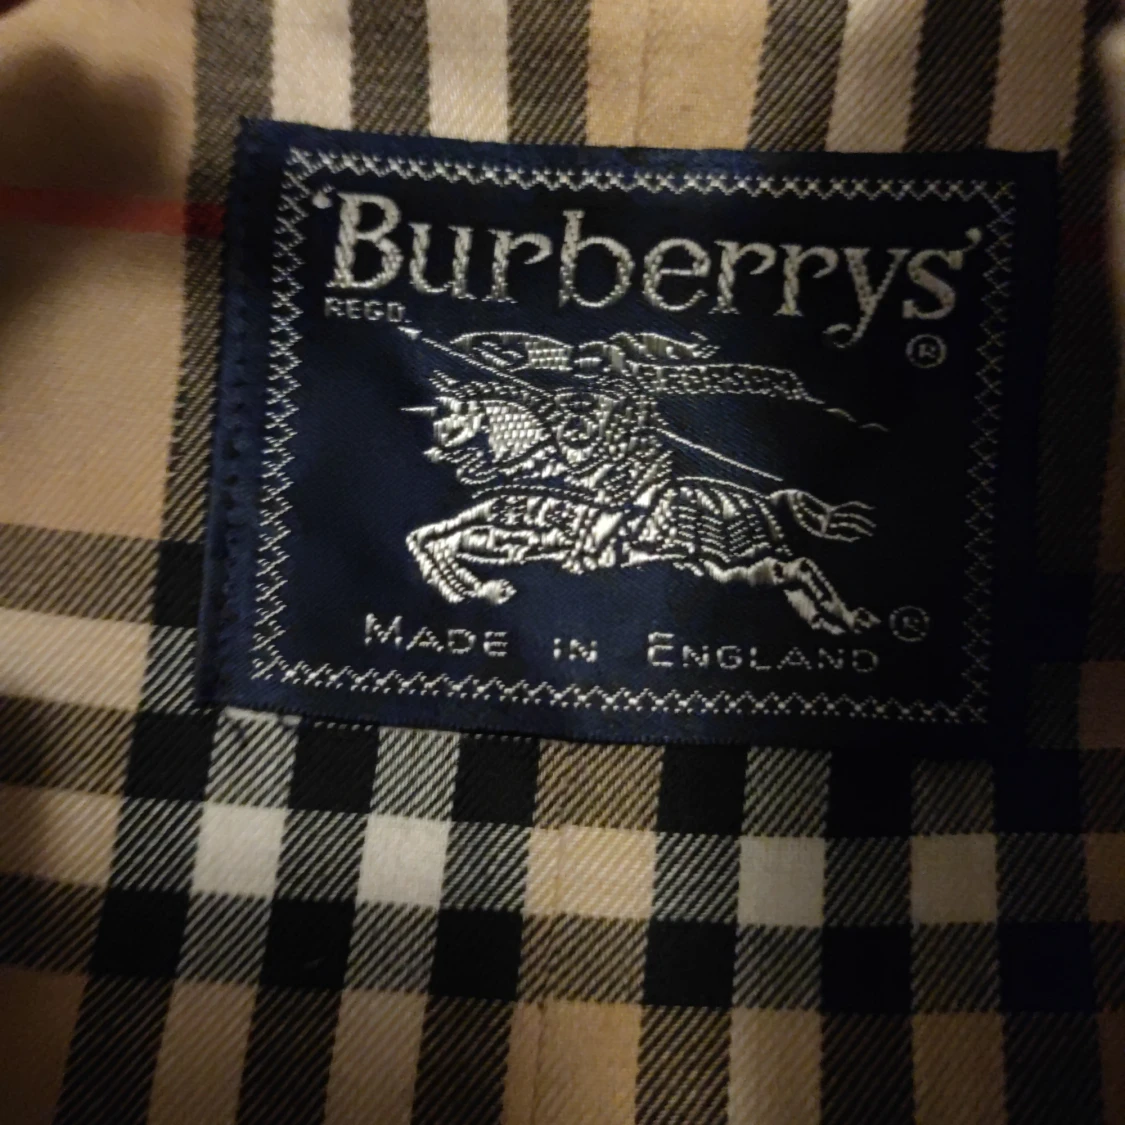 'Burberrys'
REGD. ®
®
MADE IN ENGLAND